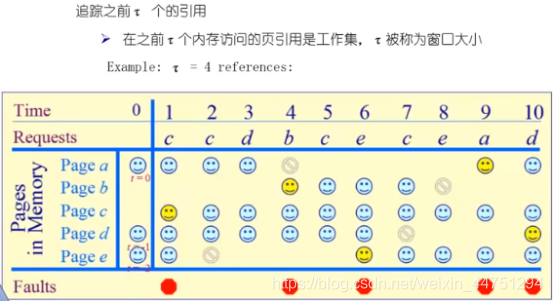 追踪之前τ 个的引用
➤ 在之前τ个内存访问的页引用是工作集，τ被称为窗口大小
Example: τ = 4 references:
Time 0 1 2 3 4 5 6 7 8 9 10
Requests c c d b c e c e a d
Pages in Memory
Page a t=0
Page b
Page c
Page d t=-1
Page e t=-2
Faults
https://blog.csdn.net/weixin_44751294